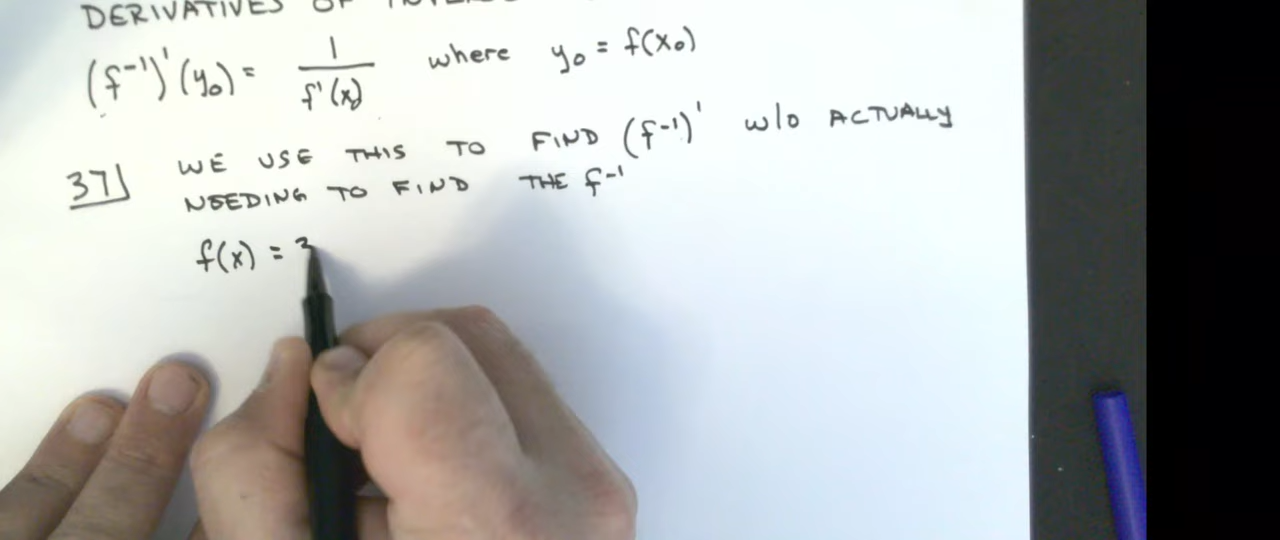 DERIVATIVES OF
(f⁻¹)'(y₀) = 1/f'(x₀) where y₀ = f(x₀)
37] WE USE THIS TO FIND (f⁻¹)' w/o ACTUALLY
NEEDING TO FIND THE f⁻¹
f(x) =